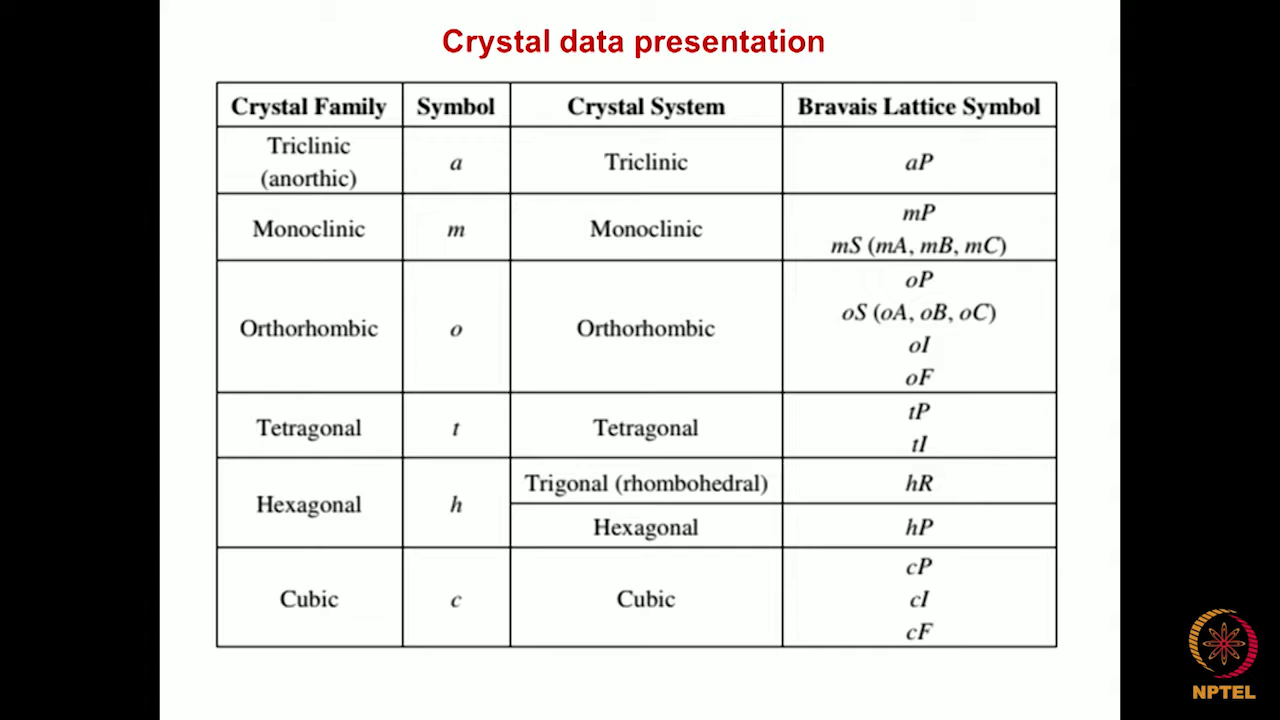 Crystal data presentation
Crystal Family Symbol Crystal System Bravais Lattice Symbol
Triclinic
(anorthic) a Triclinic aP
Monoclinic m Monoclinic mP
mS (mA, mB, mC)
Orthorhombic o Orthorhombic oP
oS (oA, oB, oC)
oI
oF
Tetragonal t Tetragonal tP
tI
Hexagonal h Trigonal (rhombohedral) hR
Hexagonal hP
Cubic c Cubic cP
cI
cF
NPTEL